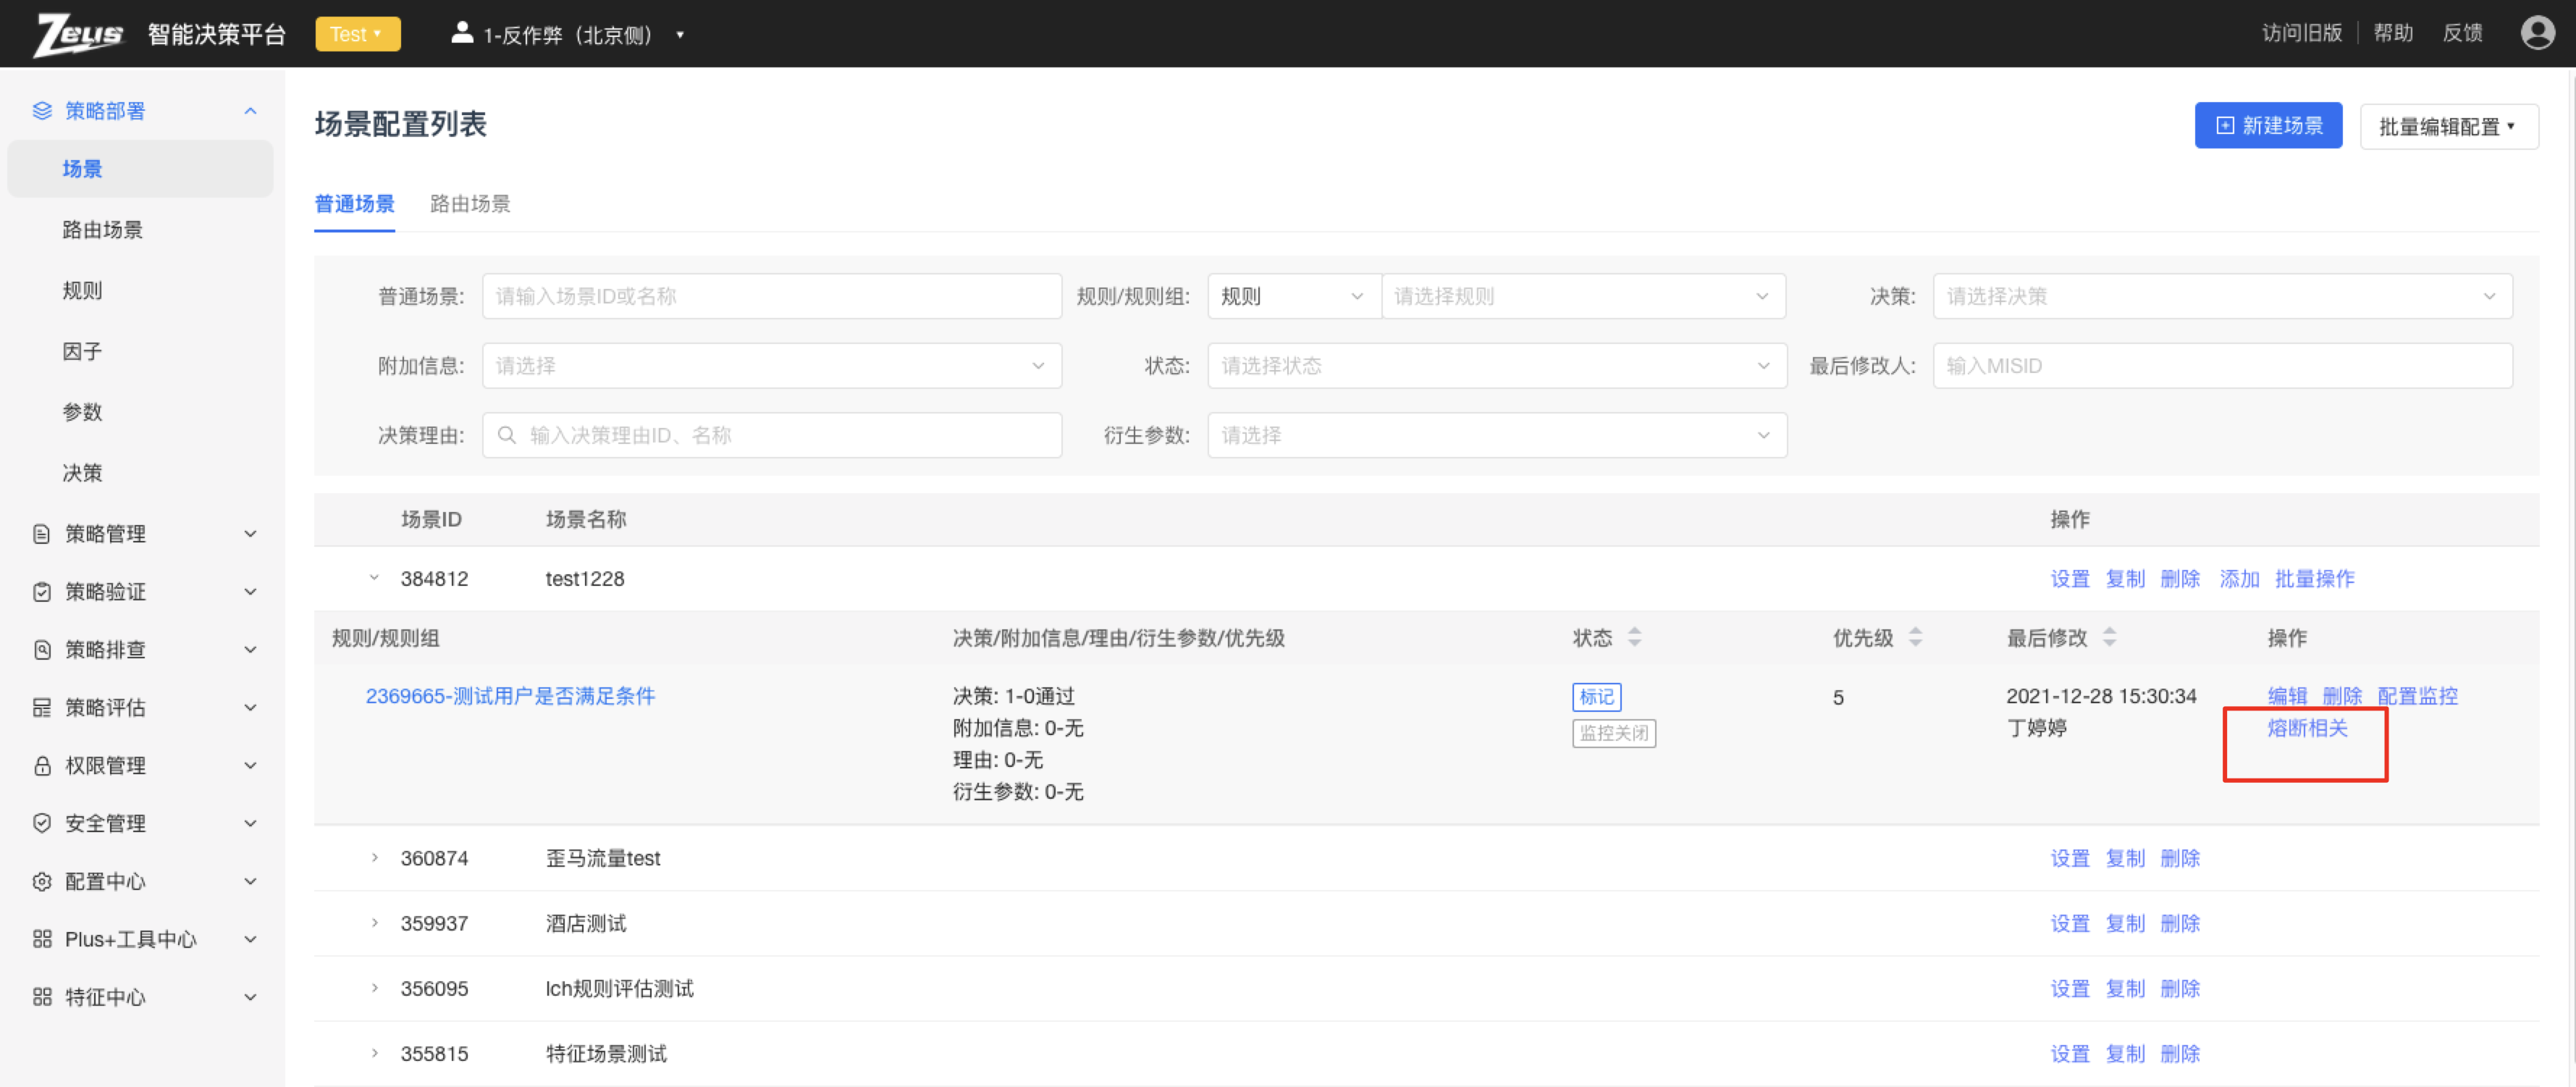 Zeus 智能决策平台 Test 1-反作弊（北京侧） 访问旧版 帮助 反馈
策略部署
场景
路由场景
规则
因子
参数
决策
策略管理
策略验证
策略排查
策略评估
权限管理
安全管理
配置中心
Plus+工具中心
特征中心
场景配置列表 新建场景 批量编辑配置
普通场景 路由场景
普通场景: 请输入场景ID或名称 规则/规则组: 规则 请选择规则 决策: 请选择决策
附加信息: 请选择 状态: 请选择状态 最后修改人: 输入MISID
决策理由: 输入决策理由ID、名称 衍生参数: 请选择
场景ID 场景名称 操作
384812 test1228 设置 复制 删除 添加 批量操作
规则/规则组 决策/附加信息/理由/衍生参数/优先级 状态 优先级 最后修改 操作
2369665-测试用户是否满足条件 决策: 1-0通过 标记 5 2021-12-28 15:30:34 编辑 删除 配置监控
附加信息: 0-无 监控关闭 丁婷婷 熔断相关
理由: 0-无
衍生参数: 0-无
360874 歪马流量test 设置 复制 删除
359937 酒店测试 设置 复制 删除
356095 lch规则评估测试 设置 复制 删除
355815 特征场景测试 设置 复制 删除